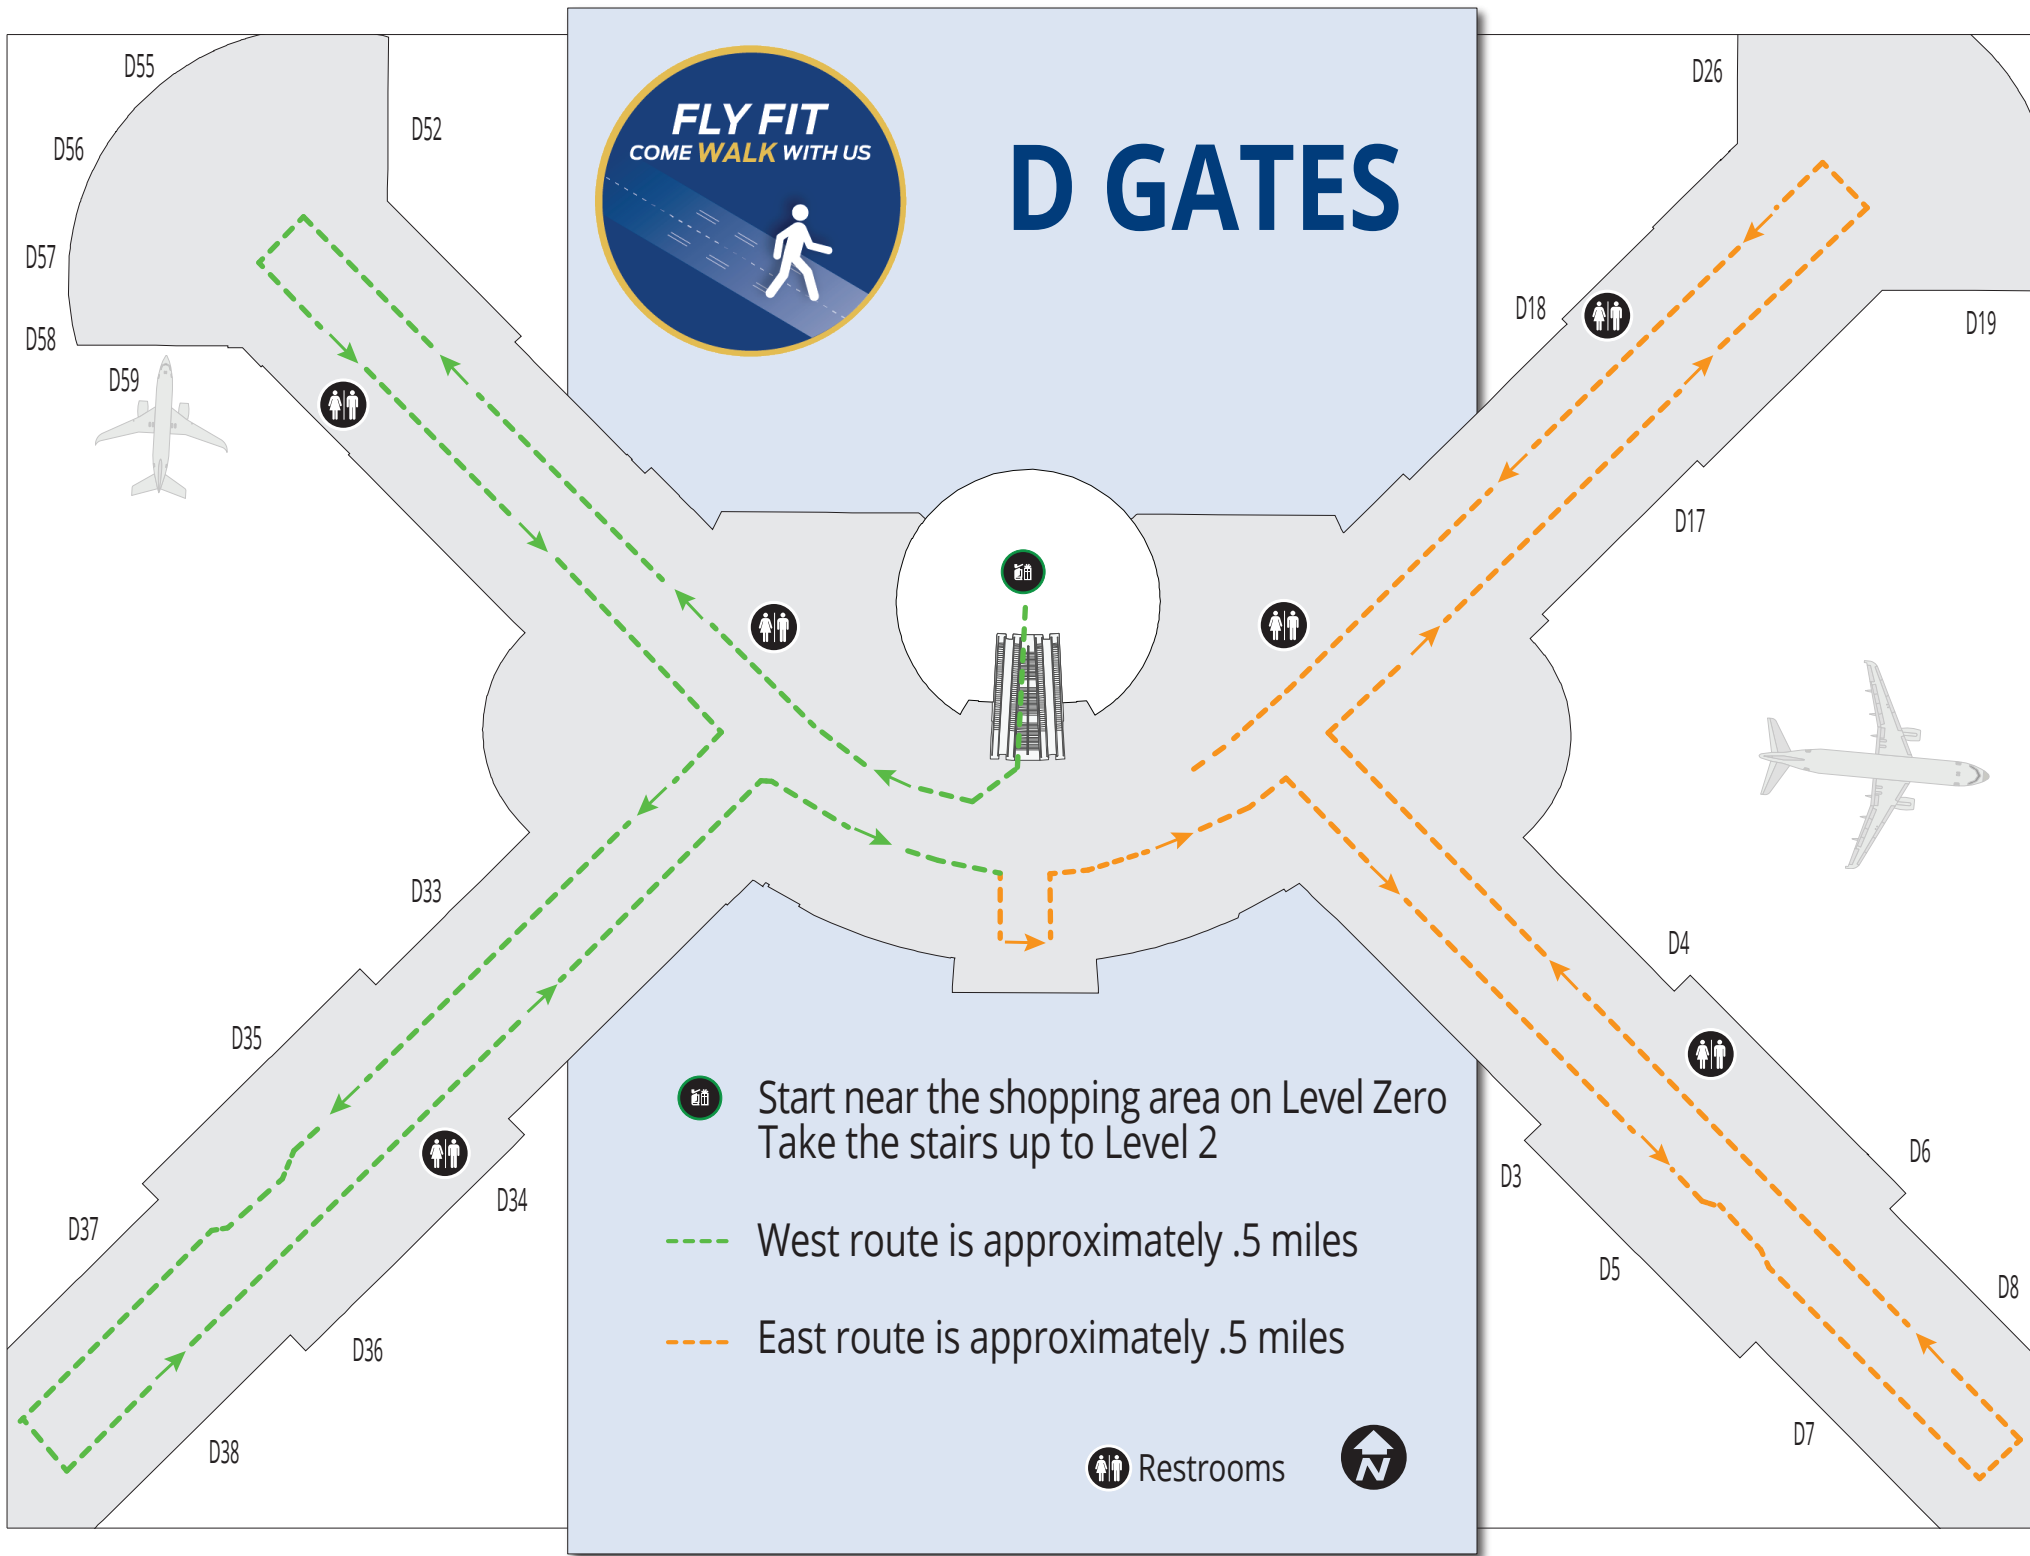 FLY FIT
COME WALK WITH US
D GATES
D55
D56
D52
D57
D58
D59
D26
D18
D19
D17
D33
D35
D37
D34
D36
D38
D4
D6
D3
D5
D8
D7
Start near the shopping area on Level Zero
Take the stairs up to Level 2
West route is approximately .5 miles
East route is approximately .5 miles
Restrooms
N